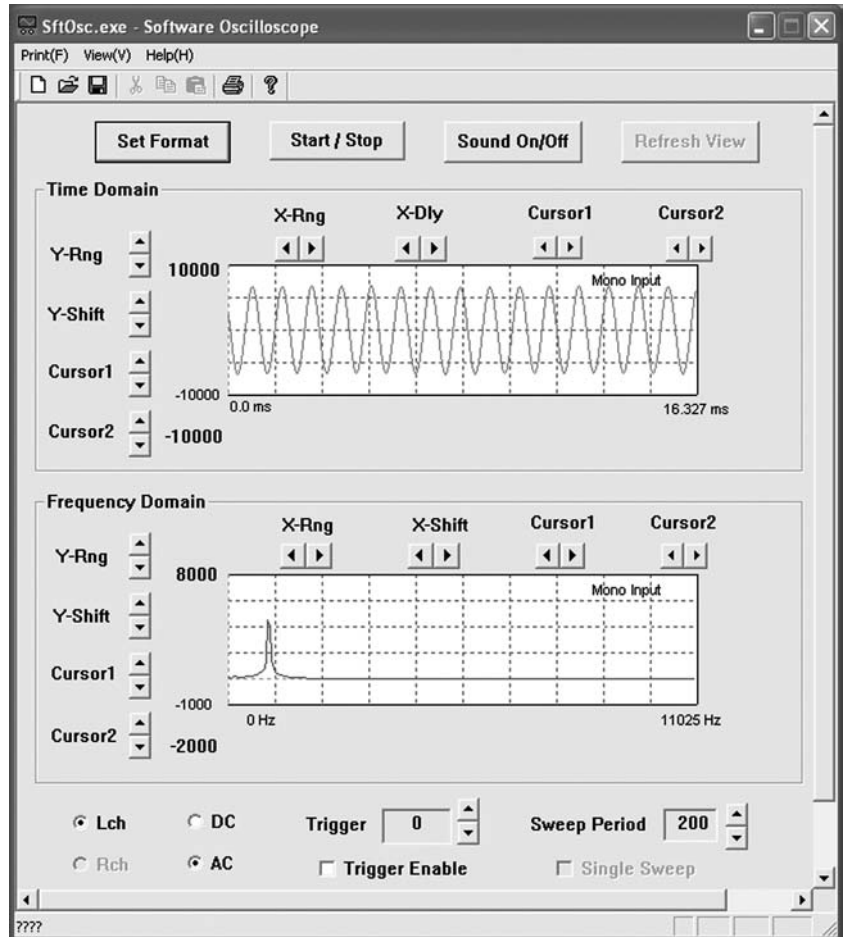 SftOsc.exe - Software Oscilloscope
Print(F) View(V) Help(H)
Set Format Start / Stop Sound On/Off Refresh View
Time Domain
X-Rng X-Dly Cursor1 Cursor2
Y-Rng
10000
Mono Input
Y-Shift
Cursor1
-10000
0.0 ms 16.327 ms
Cursor2 -10000
Frequency Domain
X-Rng X-Shift Cursor1 Cursor2
Y-Rng
8000
Mono Input
Y-Shift
Cursor1
-1000
0 Hz 11025 Hz
Cursor2 -2000
Lch DC Trigger 0 Sweep Period 200
Rch AC Trigger Enable Single Sweep
????